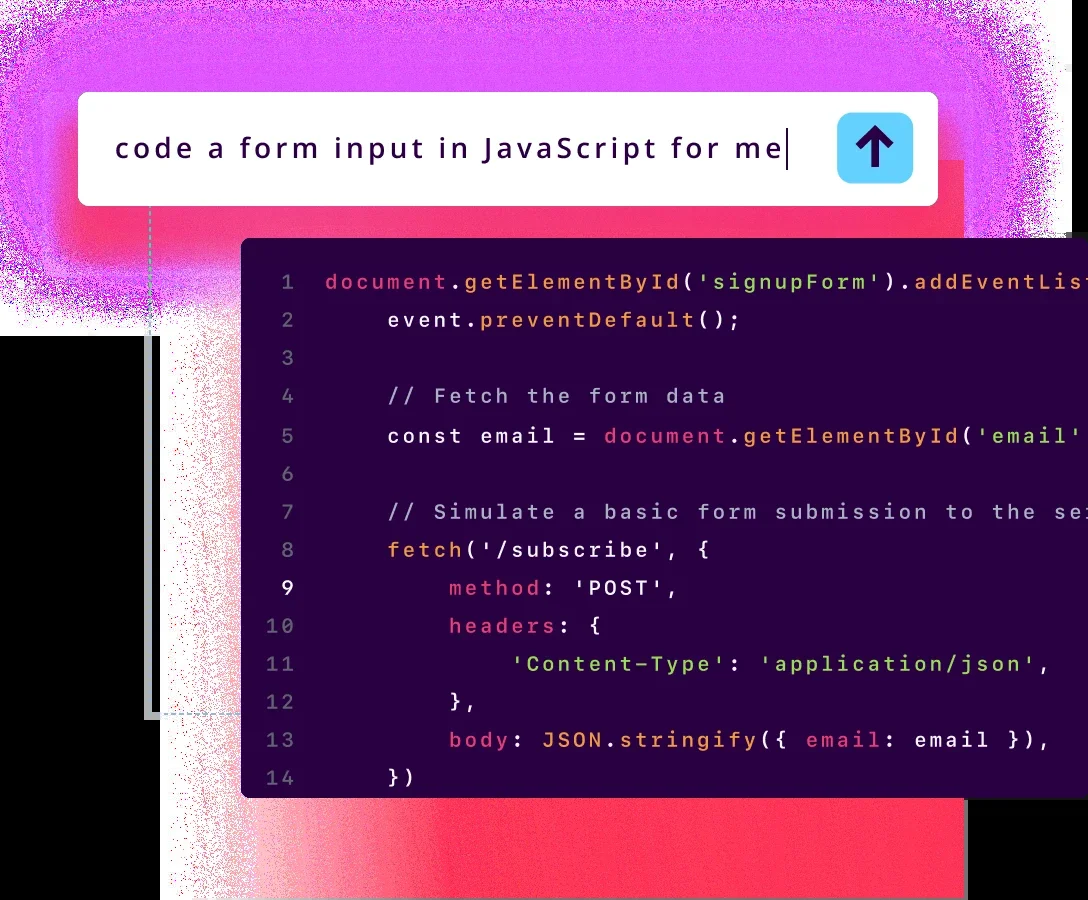 code a form input in JavaScript for me
1 document.getElementById('signupForm').addEventList
2 event.preventDefault();
3
4 // Fetch the form data
5 const email = document.getElementById('email'
6
7 // Simulate a basic form submission to the
8 fetch('/subscribe', {
9 method: 'POST',
10 headers: {
11 'Content-Type': 'application/json',
12 },
13 body: JSON.stringify({ email: email }),
14 })